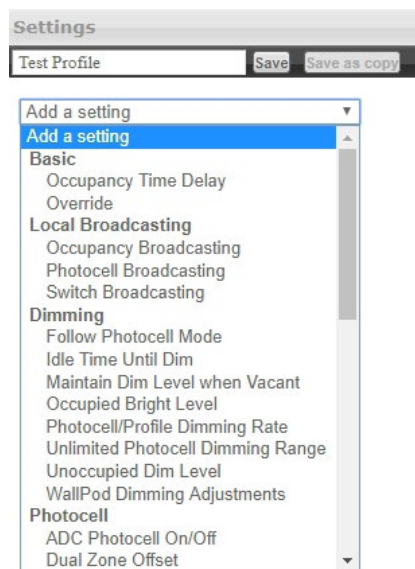 Settings
Test Profile Save Save as copy
Add a setting
Add a setting
Basic
Occupancy Time Delay
Override
Local Broadcasting
Occupancy Broadcasting
Photocell Broadcasting
Switch Broadcasting
Dimming
Follow Photocell Mode
Idle Time Until Dim
Maintain Dim Level when Vacant
Occupied Bright Level
Photocell/Profile Dimming Rate
Unlimited Photocell Dimming Range
Unoccupied Dim Level
WallPod Dimming Adjustments
Photocell
ADC Photocell On/Off
Dual Zone Offset